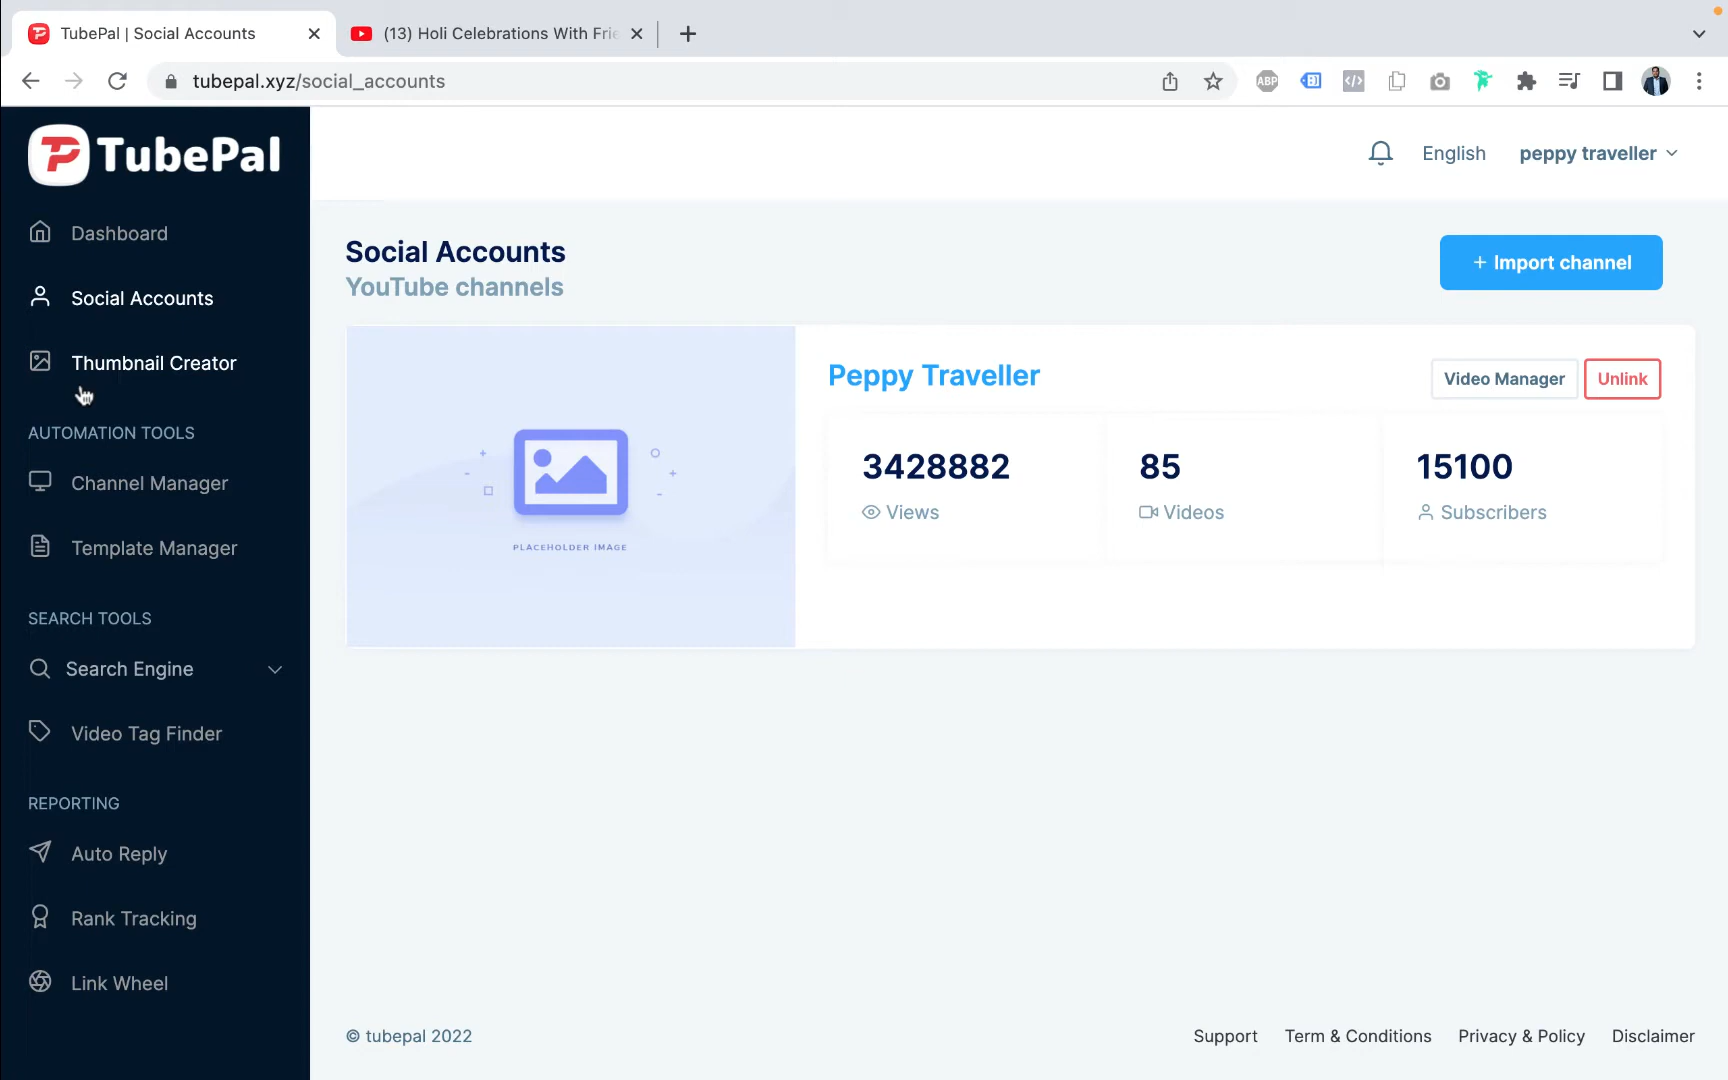 TubePal | Social Accounts
(13) Holi Celebrations With Frie
tubepal.xyz/social_accounts
ABP
TubePal
English
peppy traveller
Dashboard
Social Accounts
Thumbnail Creator
AUTOMATION TOOLS
Channel Manager
Template Manager
SEARCH TOOLS
Search Engine
Video Tag Finder
REPORTING
Auto Reply
Rank Tracking
Link Wheel
Social Accounts
YouTube channels
+ Import channel
PLACEHOLDER IMAGE
Peppy Traveller
Video Manager
Unlink
3428882
Views
85
Videos
15100
Subscribers
© tubepal 2022
Support
Term & Conditions
Privacy & Policy
Disclaimer